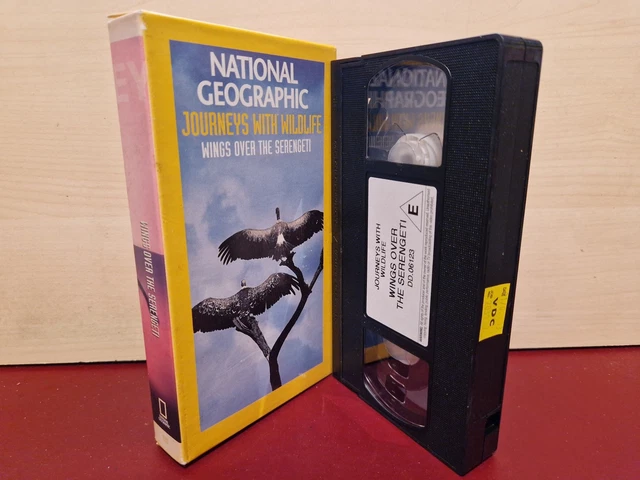 NATIONAL
GEOGRAPHIC
JOURNEYS WITH WILDLIFE
WINGS OVER THE SERENGETI
WINGS OVER THE SERENGETI
JOURNEYS WITH
WILDLIFE
WINGS OVER
THE SERENGETI
DD.06123
E
VDC